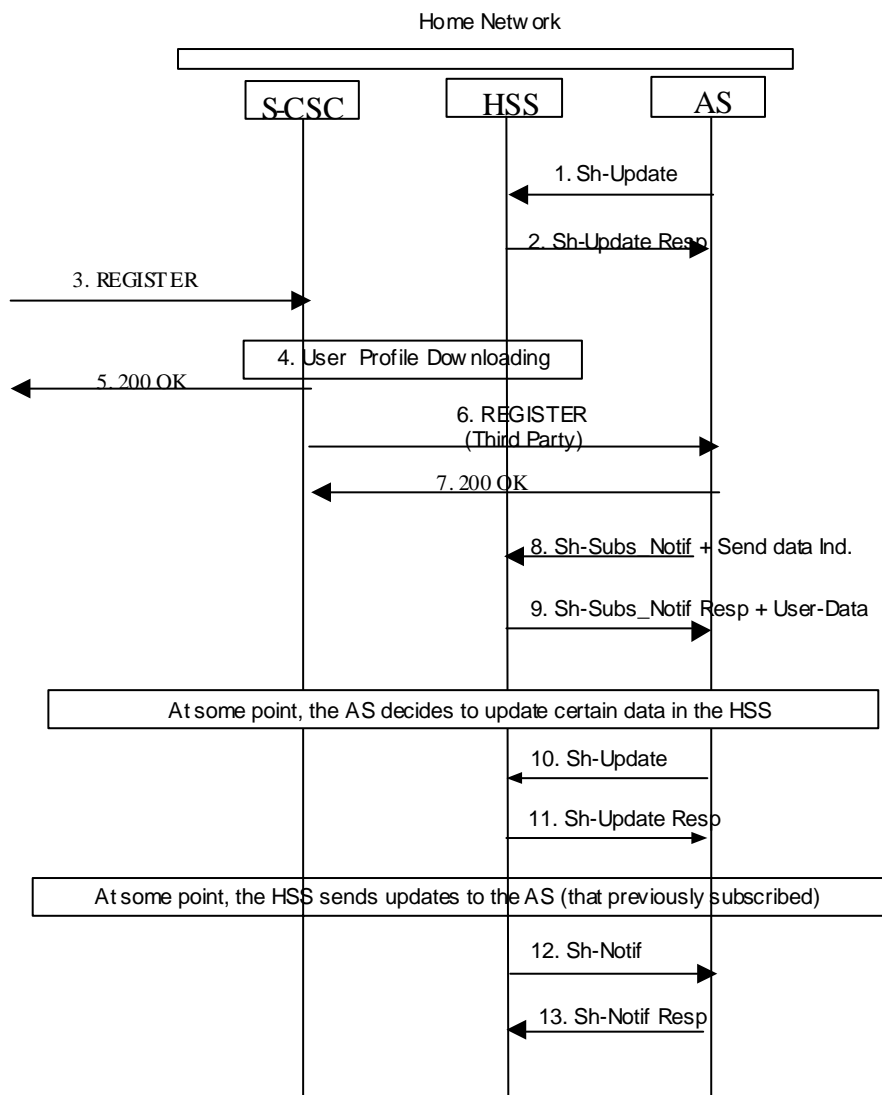 Home Network
S-CSC HSS AS
1. Sh-Update
2. Sh-Update Resp
3. REGISTER
4. User Profile Downloading
5. 200 OK
6. REGISTER
(Third Party)
7. 200 OK
8. Sh-Subs_Notif + Send data Ind.
9. Sh-Subs_Notif Resp + User-Data
At some point, the AS decides to update certain data in the HSS
10. Sh-Update
11. Sh-Update Resp
At some point, the HSS sends updates to the AS (that previously subscribed)
12. Sh-Notif
13. Sh-Notif Resp